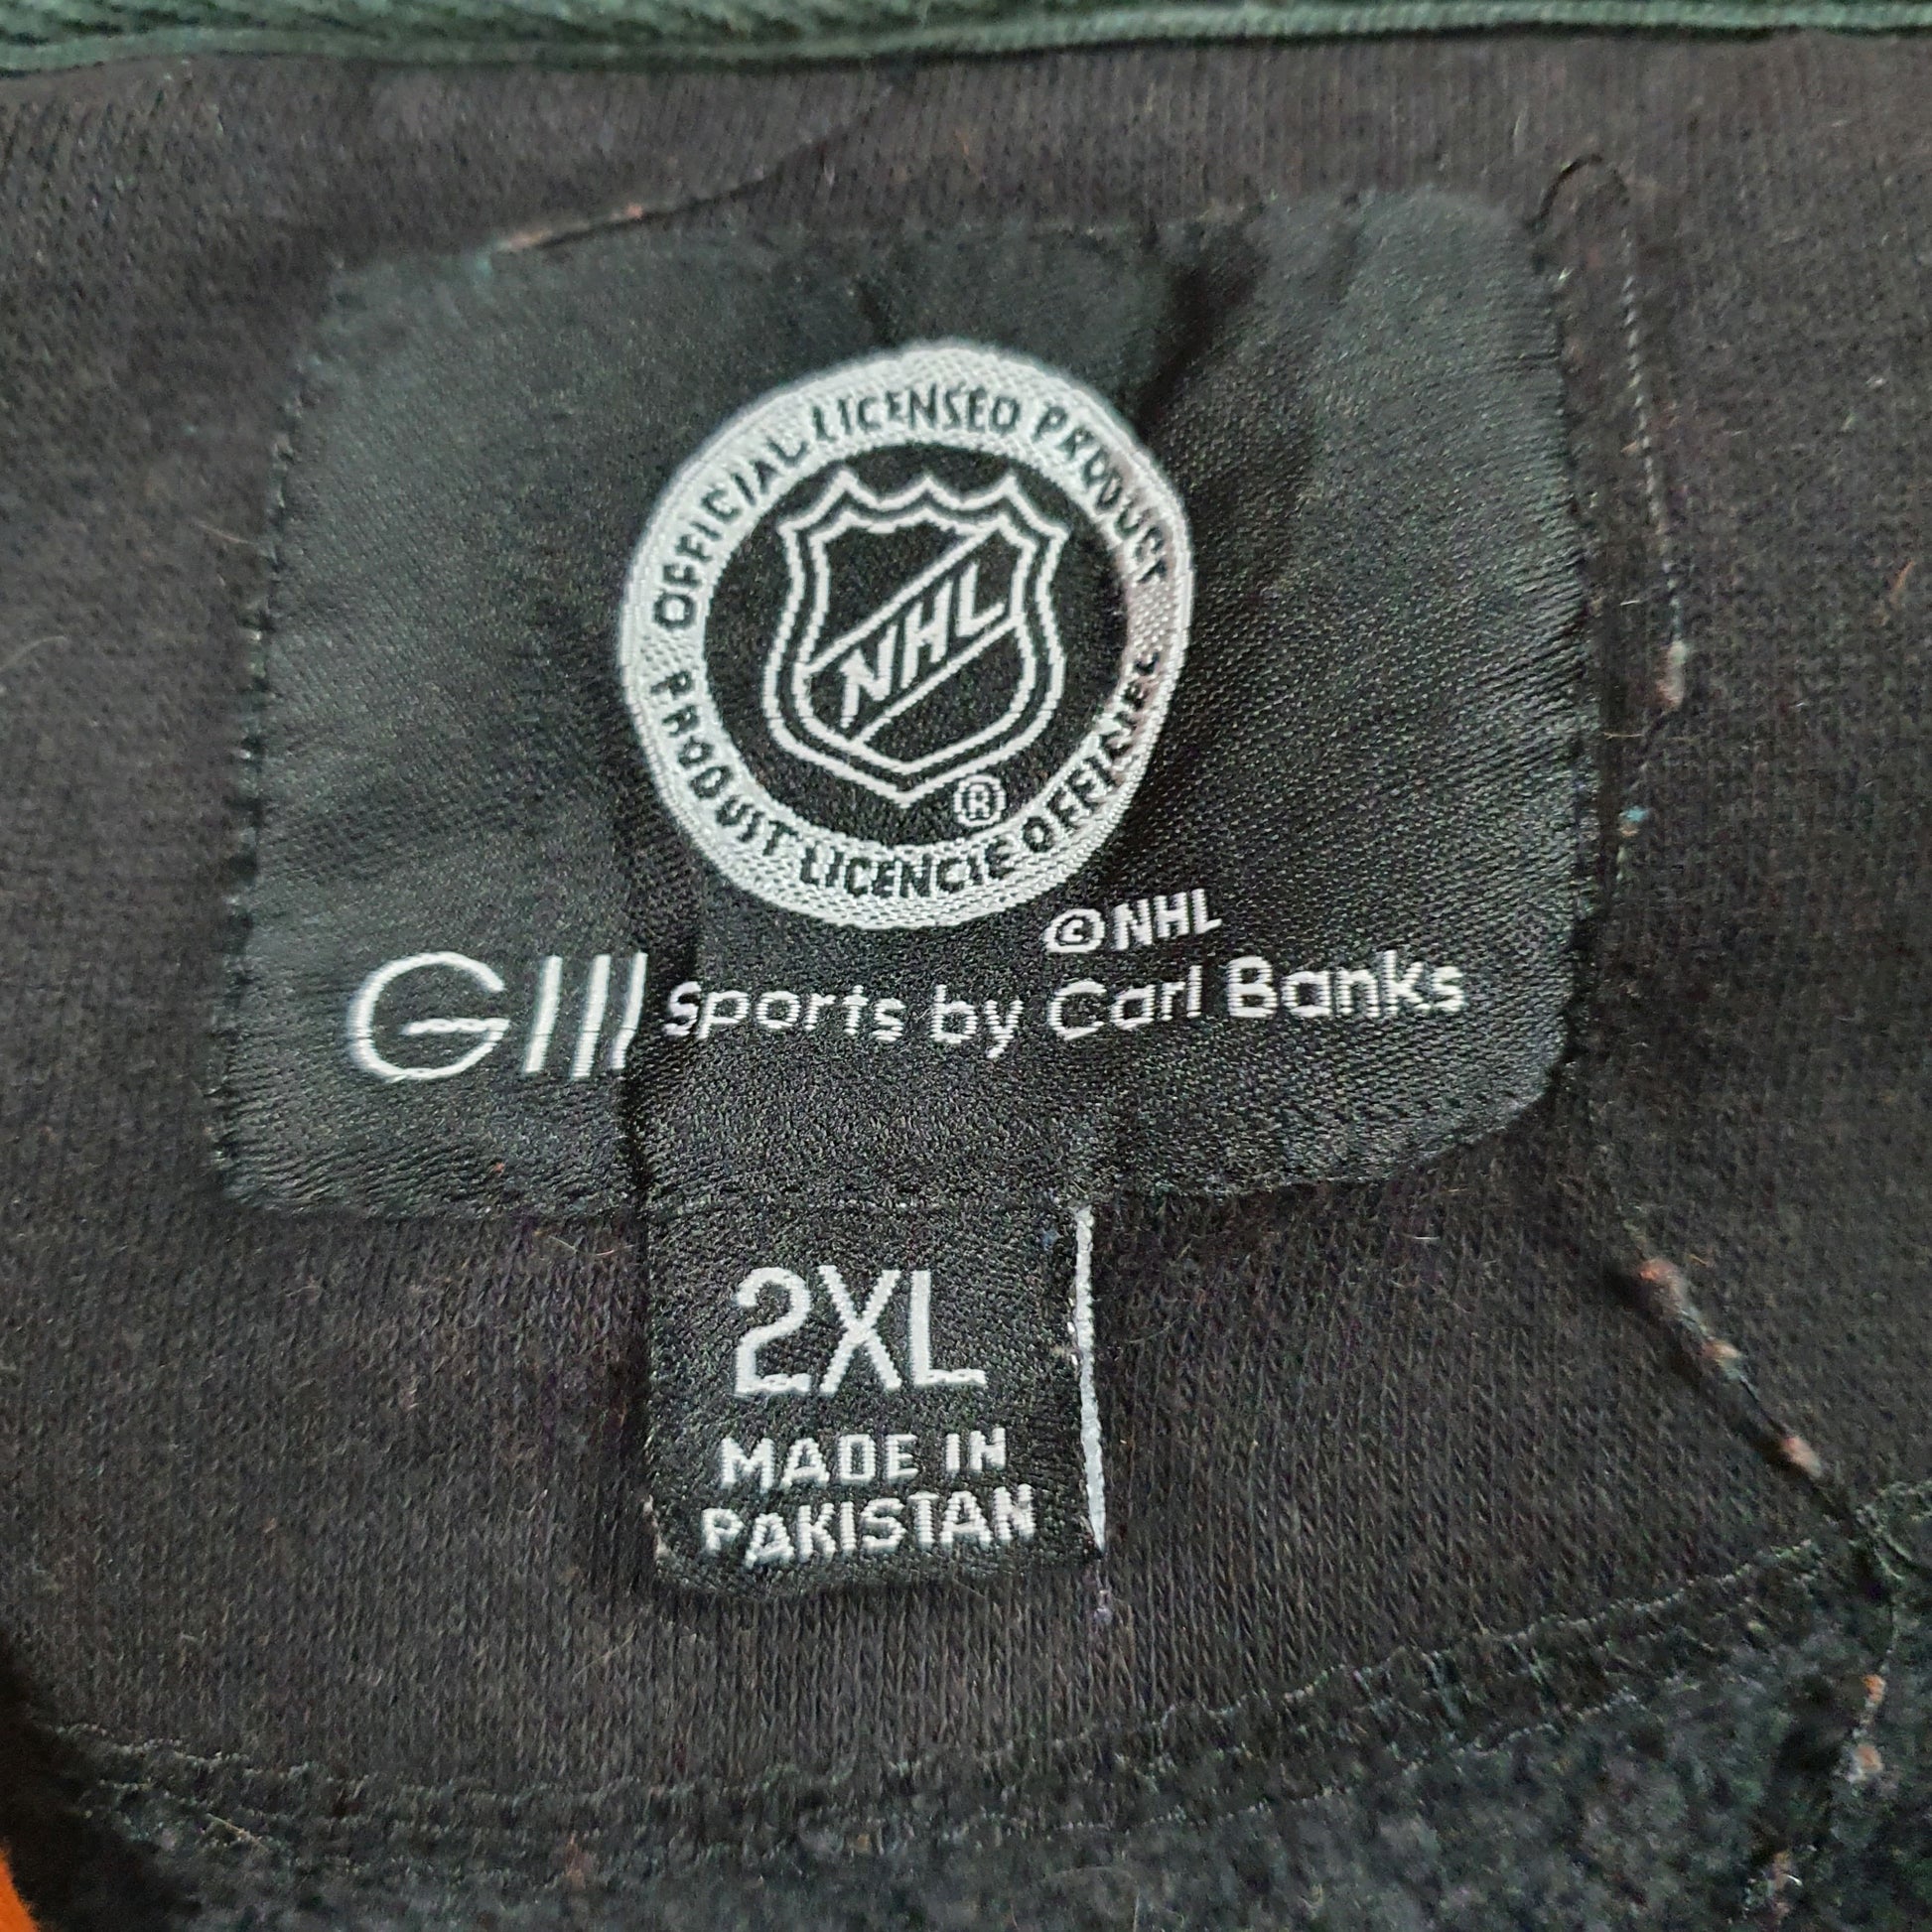 OFFICIAL LICENSED PRODUCT
NHL
®
PRODUIT LICENCIE OFFICIEL
©NHL
GIII Sports by Carl Banks
2XL
MADE IN
PAKISTAN